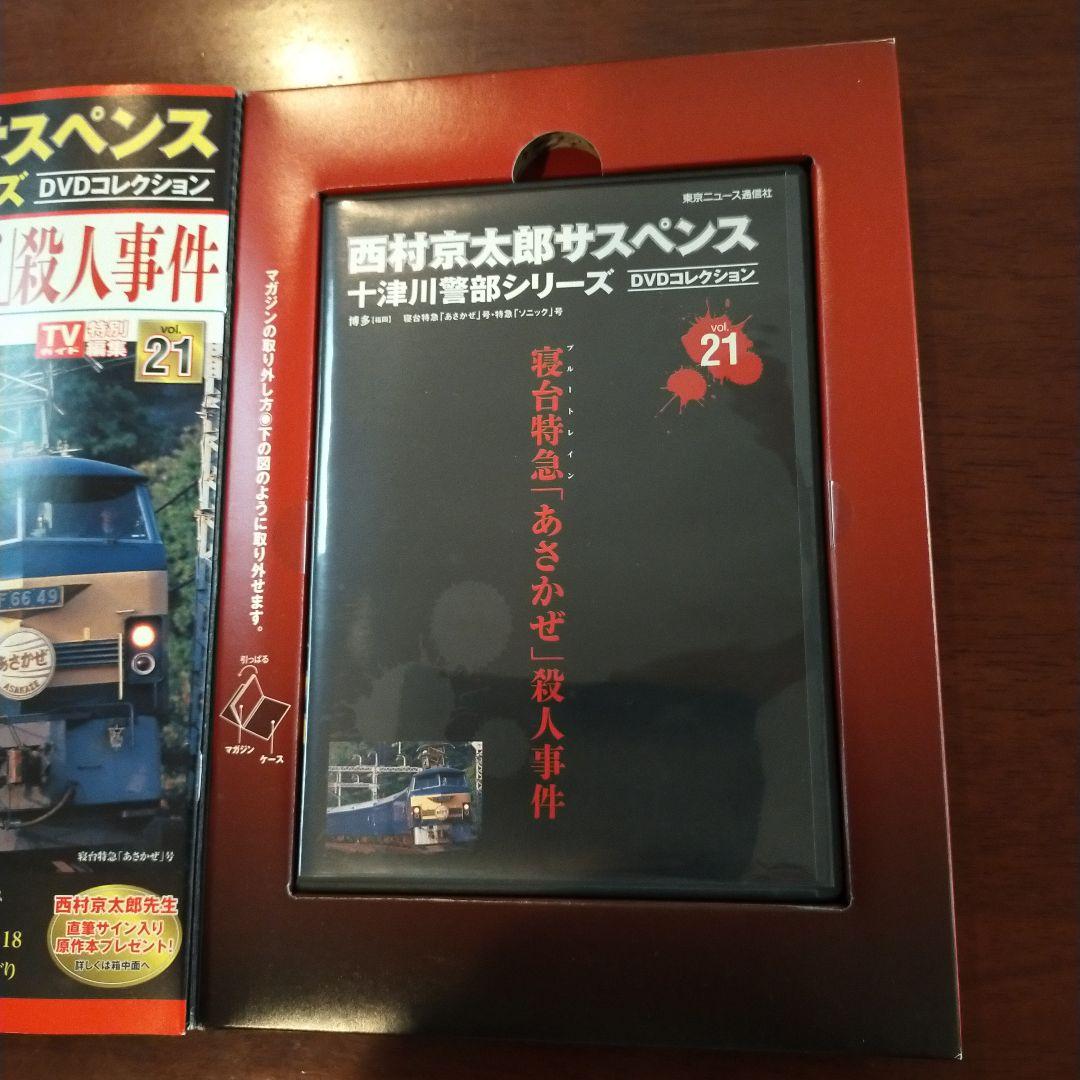 サスペンス
ズ DVDコレクション
」殺人事件
TVガイド 特別編集
vol.
21
F 66 49
あさかぜ
ASAKAZE
寝台特急「あさかぜ」号
西村京太郎先生
直筆サイン入り
原作本プレゼント!
詳しくは箱中面へ
18
り
マガジンの取り外し方◎下の図のように取り外せます。
引っぱる
マガジン
ケース
東京ニュース通信社
西村京太郎サスペンス
十津川警部シリーズ DVDコレクション
博多[福岡] 寝台特急「あさかぜ」号・特急「ソニック」号
vol.
21
ブルートレイン
寝台特急「あさかぜ」殺人事件